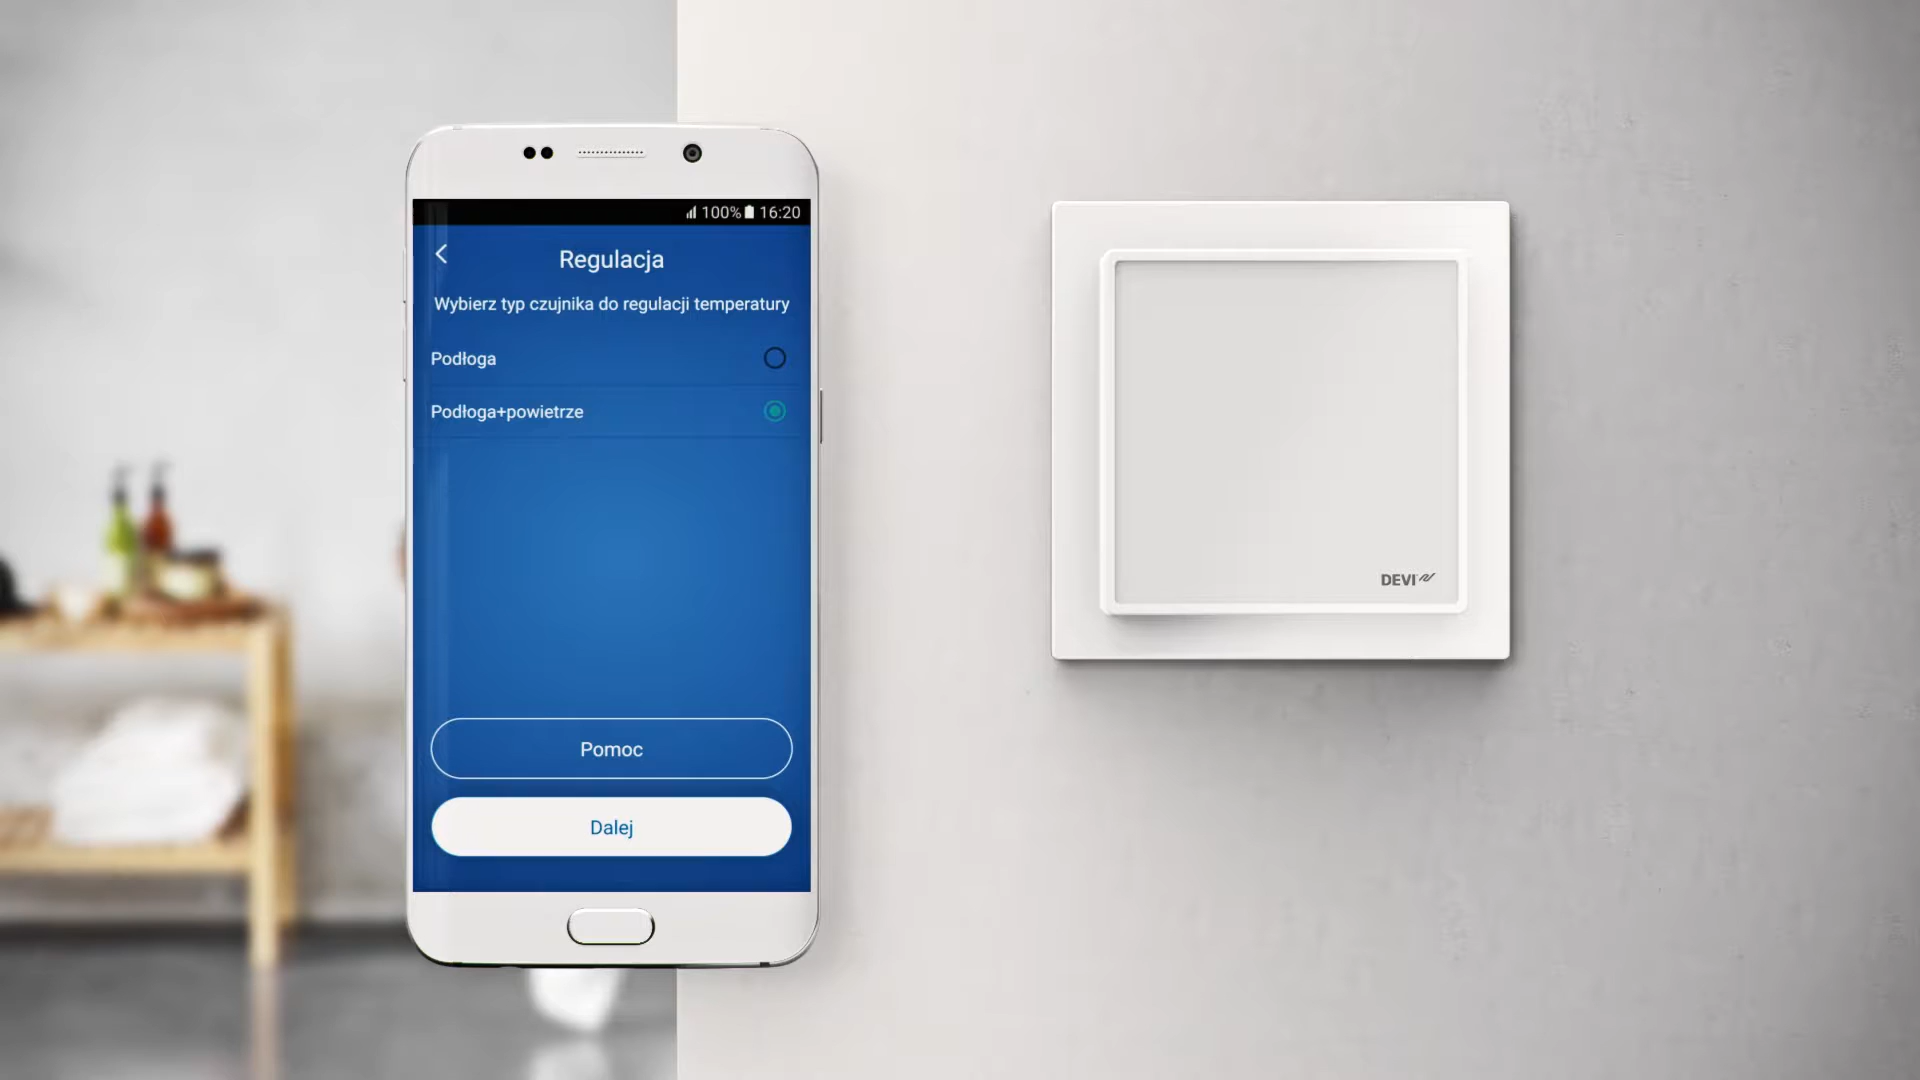 100% 16:20
Regulacja
Wybierz typ czujnika do regulacji temperatury
Podłoga
Podłoga+powietrze
Pomoc
Dalej
DEVI